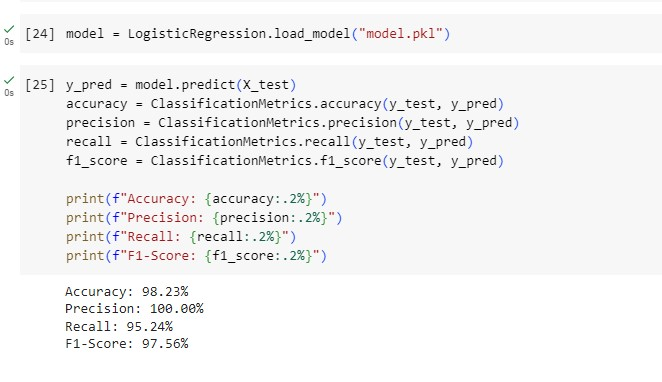 [24] model = LogisticRegression.load_model("model.pkl")
0s
[25] y_pred = model.predict(X_test)
0s
accuracy = ClassificationMetrics.accuracy(y_test, y_pred)
precision = ClassificationMetrics.precision(y_test, y_pred)
recall = ClassificationMetrics.recall(y_test, y_pred)
f1_score = ClassificationMetrics.f1_score(y_test, y_pred)
print(f"Accuracy: {accuracy:.2%}")
print(f"Precision: {precision:.2%}")
print(f"Recall: {recall:.2%}")
print(f"F1-Score: {f1_score:.2%}")
Accuracy: 98.23%
Precision: 100.00%
Recall: 95.24%
F1-Score: 97.56%